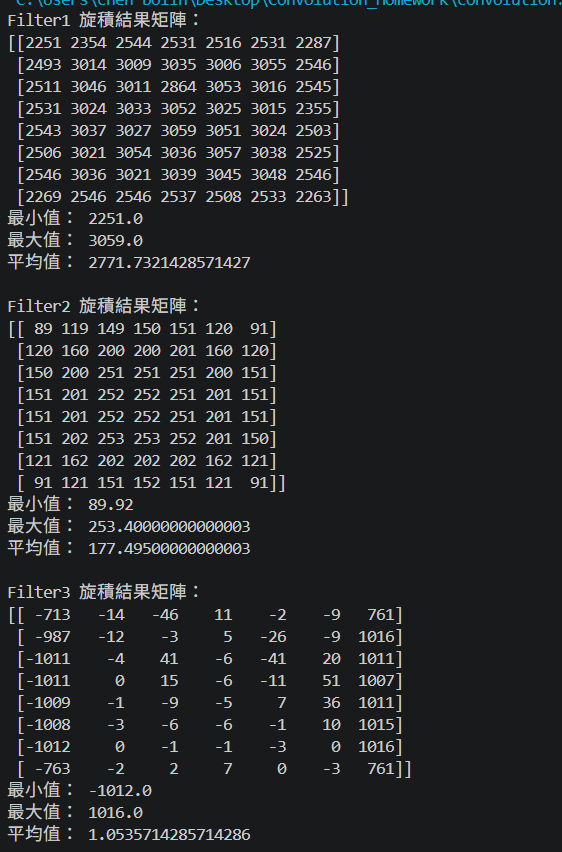 C:\Users\chen bolin\Desktop\Convolution_Homework\Convolution.
Filter1 旋積結果矩陣：
[[2251 2354 2544 2531 2516 2531 2287]
 [2493 3014 3009 3035 3006 3055 2546]
 [2511 3046 3011 2864 3053 3016 2545]
 [2531 3024 3033 3052 3025 3015 2355]
 [2543 3037 3027 3059 3051 3024 2503]
 [2506 3021 3054 3036 3057 3038 2525]
 [2546 3036 3021 3039 3045 3048 2546]
 [2269 2546 2546 2537 2508 2533 2263]]
最小值： 2251.0
最大值： 3059.0
平均值： 2771.7321428571427
Filter2 旋積結果矩陣：
[[ 89 119 149 150 151 120  91]
 [120 160 200 200 201 160 120]
 [150 200 251 251 251 200 151]
 [151 201 252 252 251 201 151]
 [151 201 252 252 251 201 151]
 [151 202 253 253 252 201 150]
 [121 162 202 202 202 162 121]
 [ 91 121 151 152 151 121  91]]
最小值： 89.92
最大值： 253.40000000000003
平均值： 177.49500000000003
Filter3 旋積結果矩陣：
[[ -713   -14   -46    11    -2    -9   761]
 [ -987   -12    -3     5   -26    -9  1016]
 [-1011    -4    41    -6   -41    20  1011]
 [-1011     0    15    -6   -11    51  1007]
 [-1009    -1    -9    -5     7    36  1011]
 [-1008    -3    -6    -6    -1    10  1015]
 [-1012     0    -1    -1    -3     0  1016]
 [ -763    -2     2     7     0    -3   761]]
最小值： -1012.0
最大值： 1016.0
平均值： 1.0535714285714286